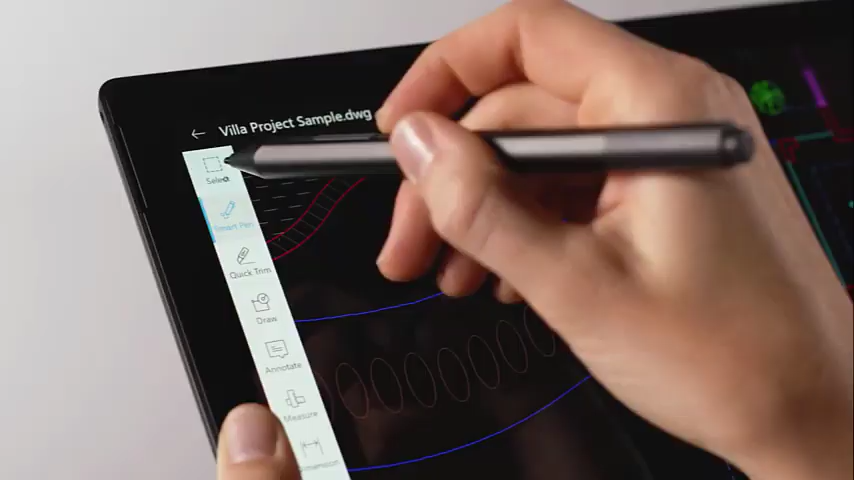 Villa Project Sample.dwg
Select
Smart Pen
Quick Trim
Draw
Annotate
Measure
Dimension